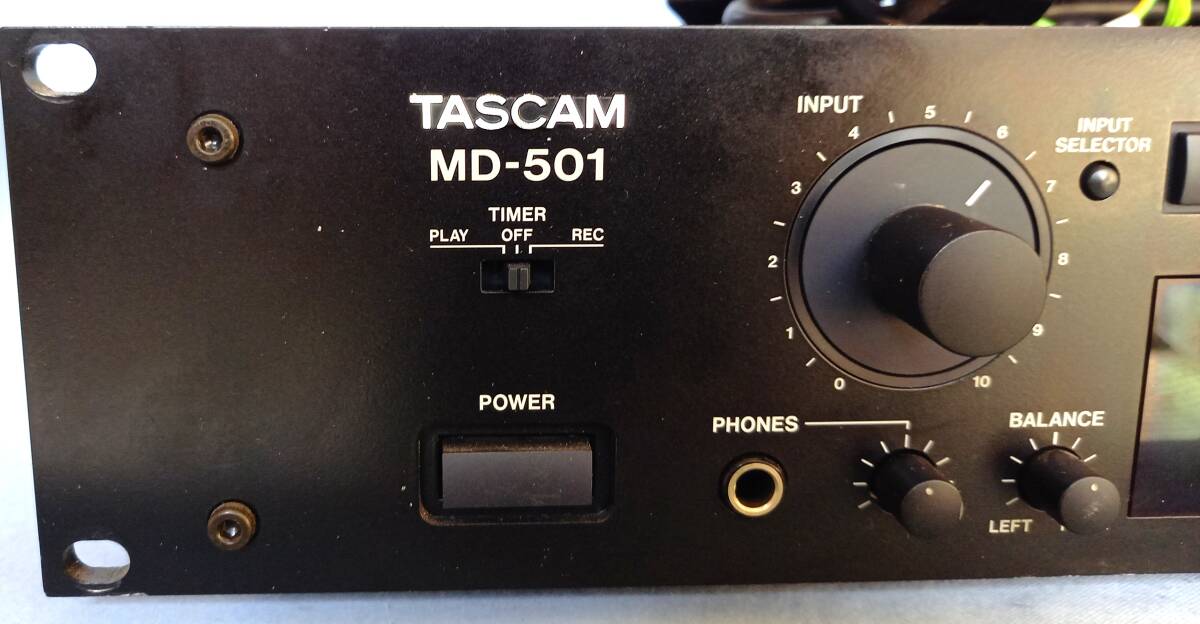 TASCAM
MD-501
TIMER
PLAY OFF REC
POWER
INPUT
0 1 2 3 4 5 6 7 8 9 10
INPUT
SELECTOR
PHONES
BALANCE
LEFT